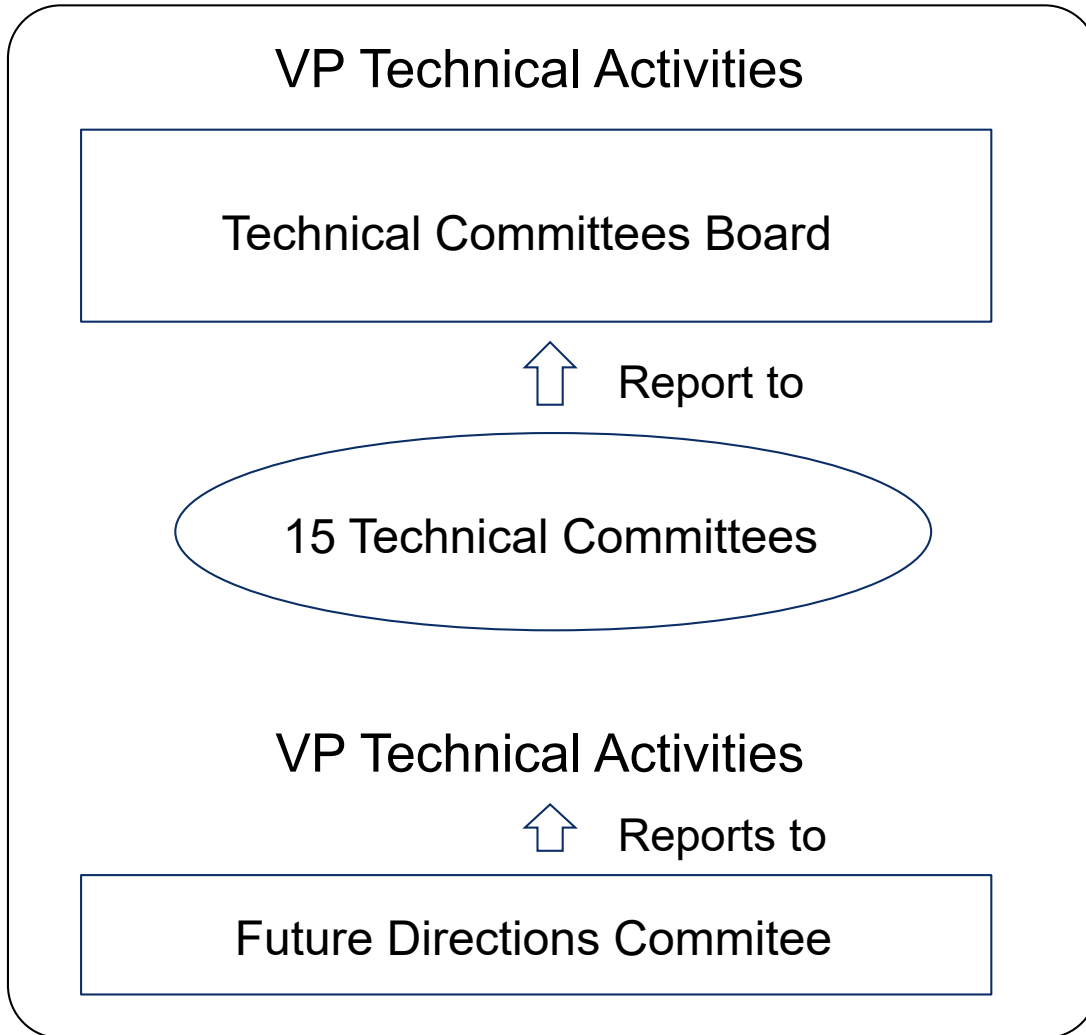 VP Technical Activities
Technical Committees Board
Report to
15 Technical Committees
VP Technical Activities
Reports to
Future Directions Commitee